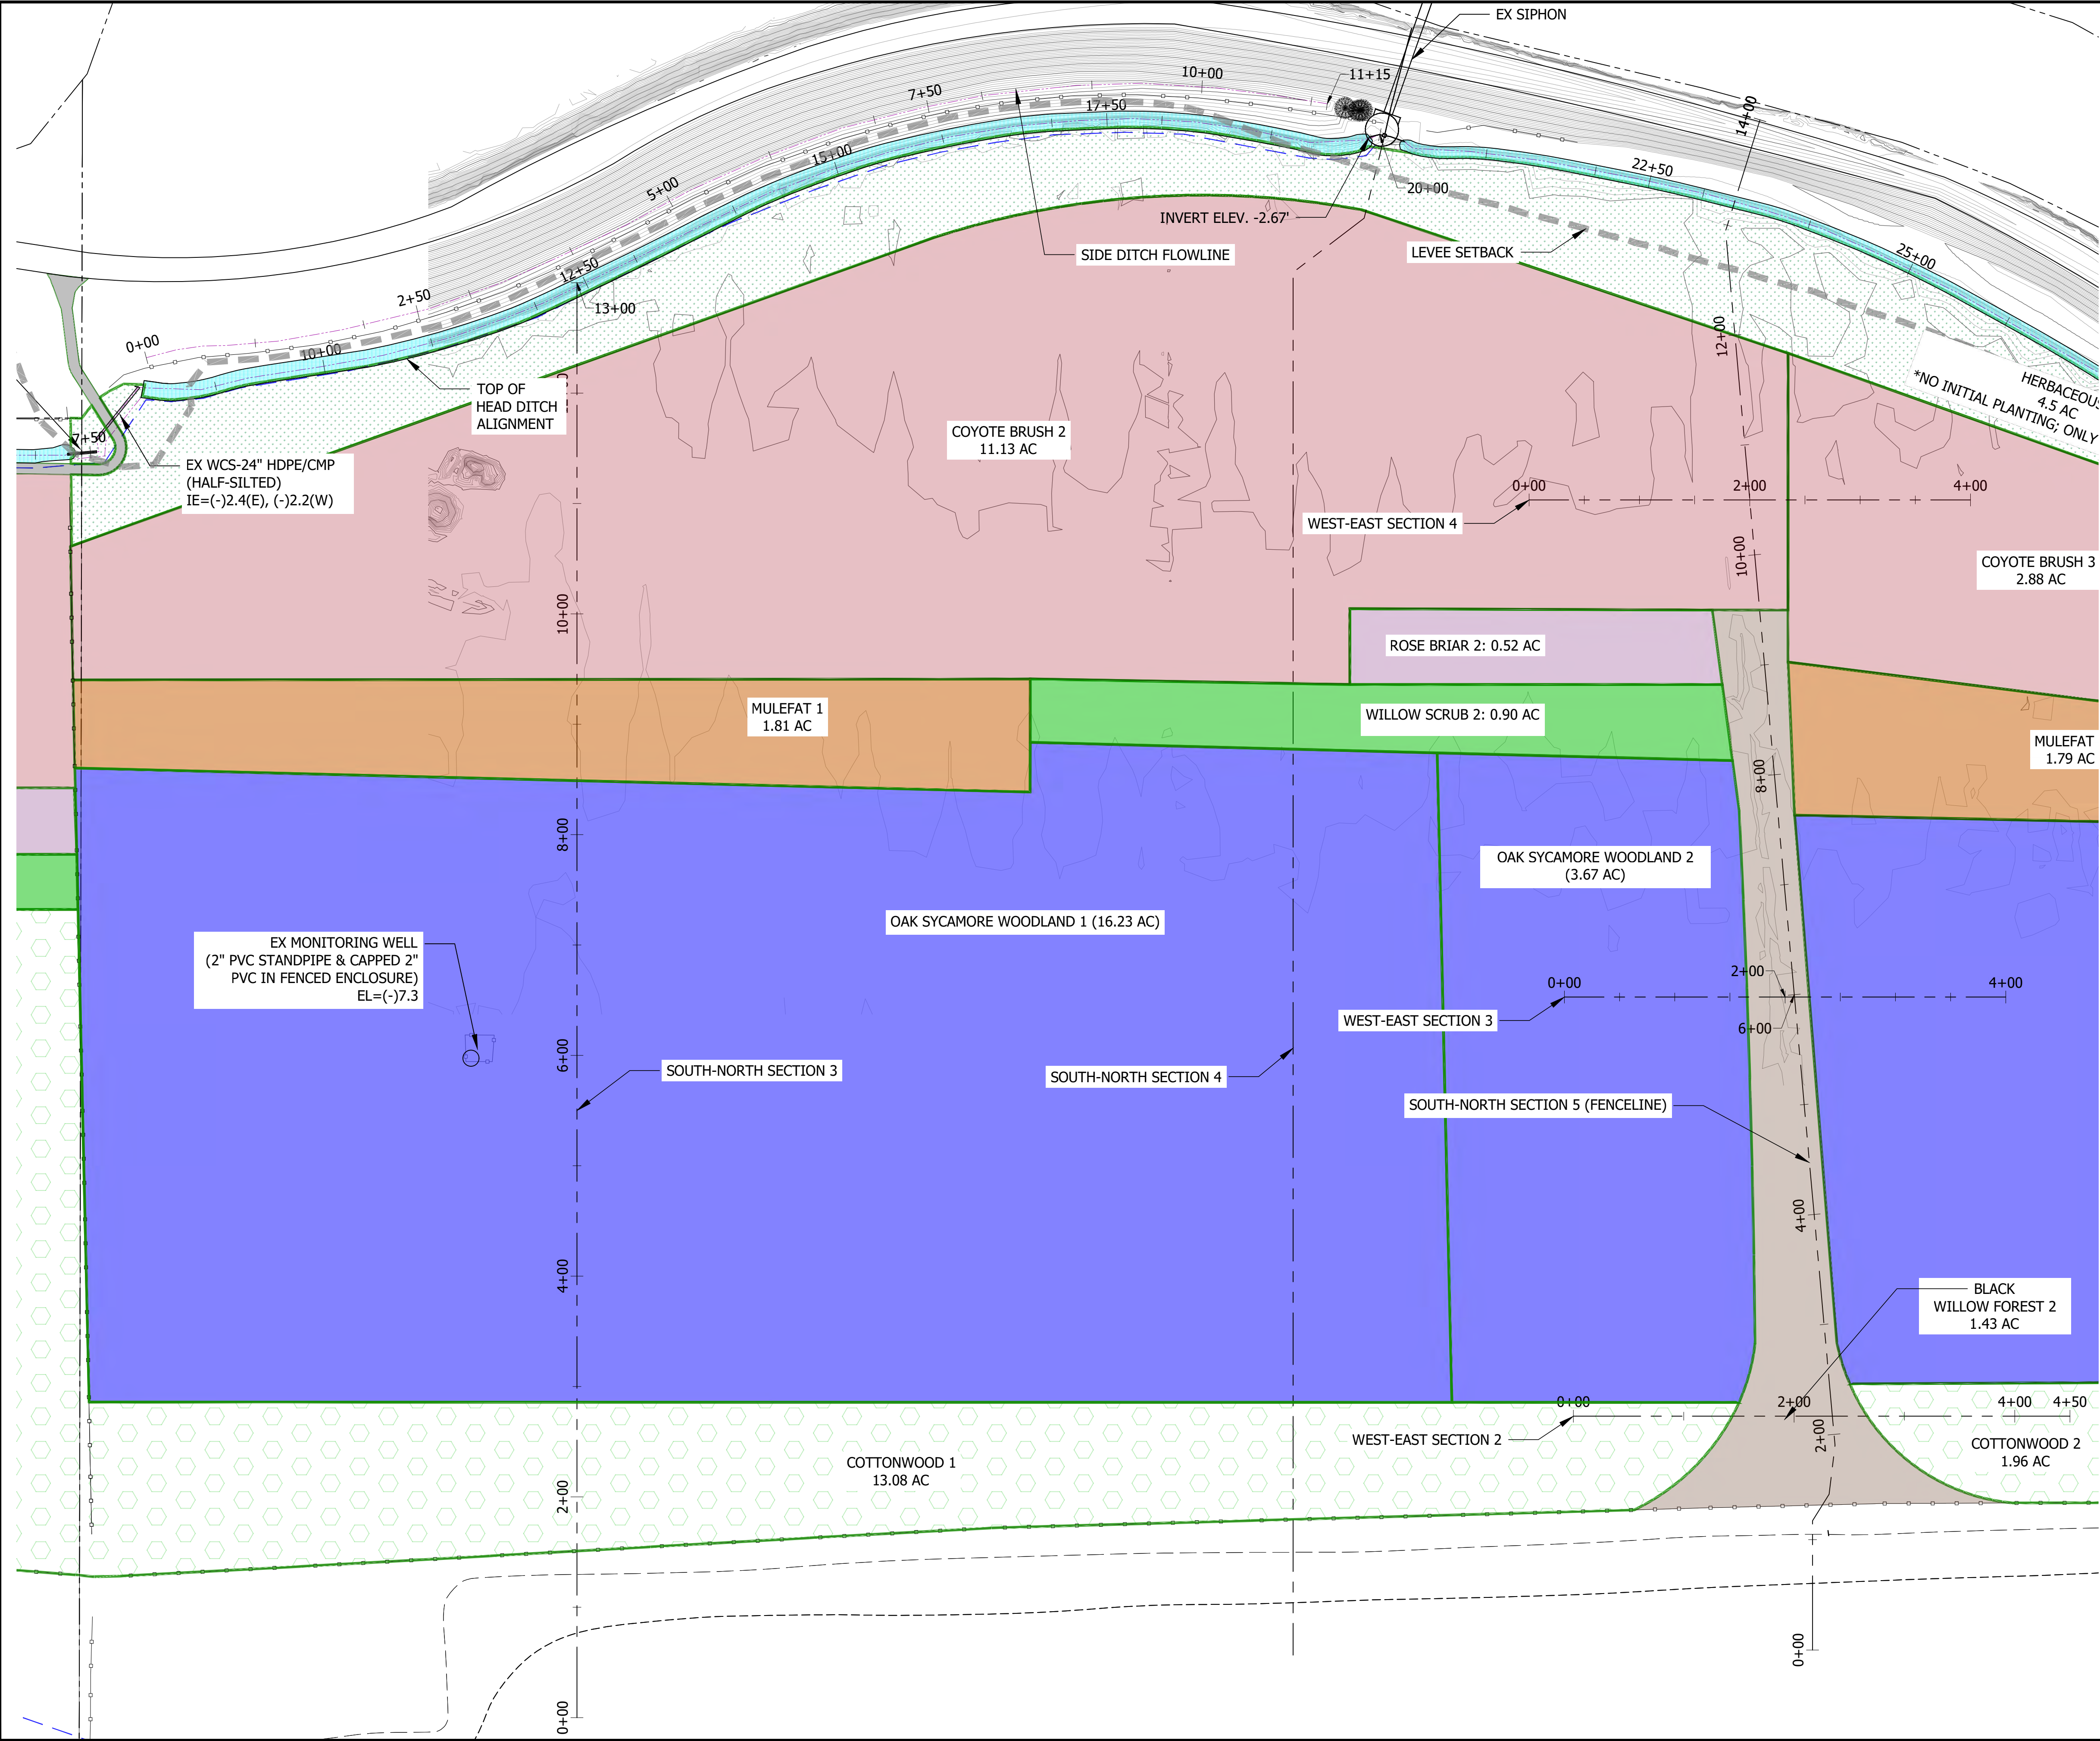 EX SIPHON
11+15
10+00
7+50
17+50
14+00
15+00
5+00
22+50
20+00
INVERT ELEV. -2.67'
SIDE DITCH FLOWLINE
LEVEE SETBACK
25+00
12+50
2+50
13+00
0+00
10+00
12+00
TOP OF
HEAD DITCH
ALIGNMENT
HERBACEOUS
4.5 AC
*NO INITIAL PLANTING; ONLY
7+50
EX WCS-24" HDPE/CMP
(HALF-SILTED)
IE=(-)2.4(E), (-)2.2(W)
COYOTE BRUSH 2
11.13 AC
0+00
2+00
4+00
WEST-EAST SECTION 4
10+00
COYOTE BRUSH 3
2.88 AC
10+00
ROSE BRIAR 2: 0.52 AC
MULEFAT 1
1.81 AC
WILLOW SCRUB 2: 0.90 AC
MULEFAT
1.79 AC
8+00
8+00
OAK SYCAMORE WOODLAND 2
(3.67 AC)
OAK SYCAMORE WOODLAND 1 (16.23 AC)
EX MONITORING WELL
(2" PVC STANDPIPE & CAPPED 2"
PVC IN FENCED ENCLOSURE)
EL=(-)7.3
2+00
0+00
4+00
WEST-EAST SECTION 3
6+00
6+00
SOUTH-NORTH SECTION 3
SOUTH-NORTH SECTION 4
SOUTH-NORTH SECTION 5 (FENCELINE)
4+00
4+00
BLACK
WILLOW FOREST 2
1.43 AC
0+00
2+00
4+00
4+50
WEST-EAST SECTION 2
2+00
COTTONWOOD 2
1.96 AC
COTTONWOOD 1
13.08 AC
2+00
0+00
0+00